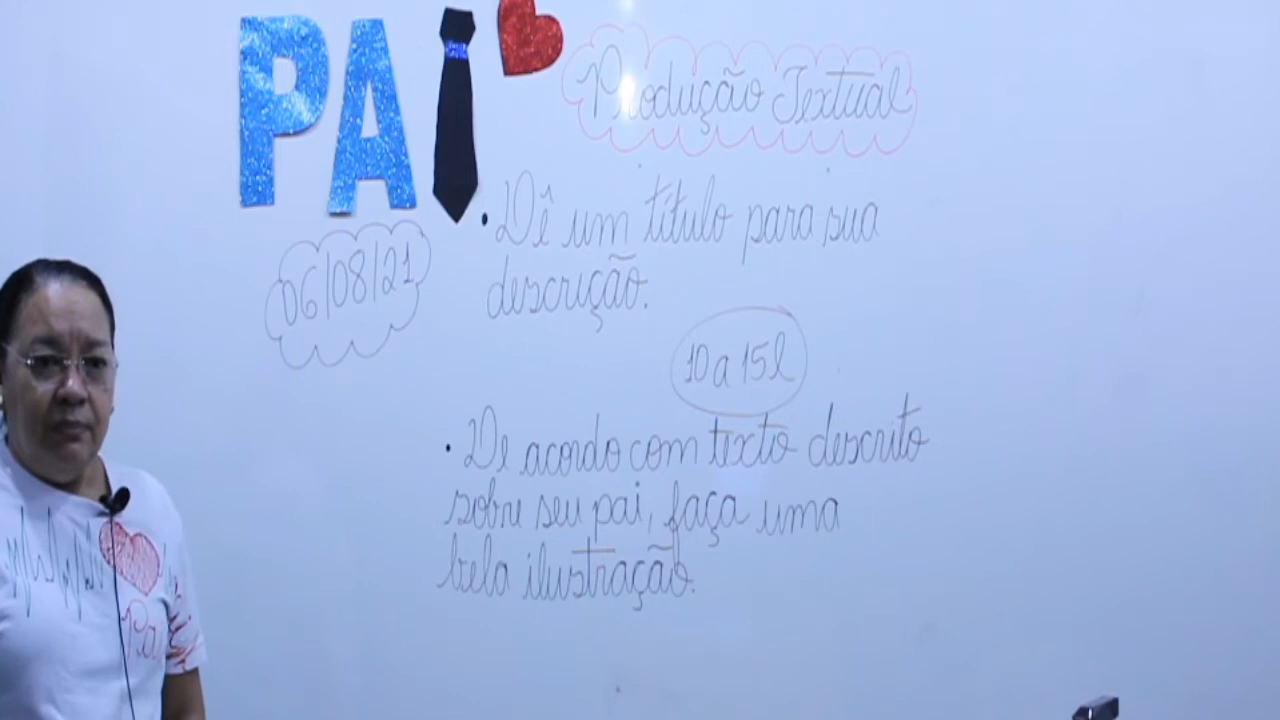 PAI
Produção Textual
• Dê um título para sua
descrição.
06/08/21
10 a 15l
• De acordo com texto descrito
sobre seu pai, faça uma
bela ilustração.
Pai